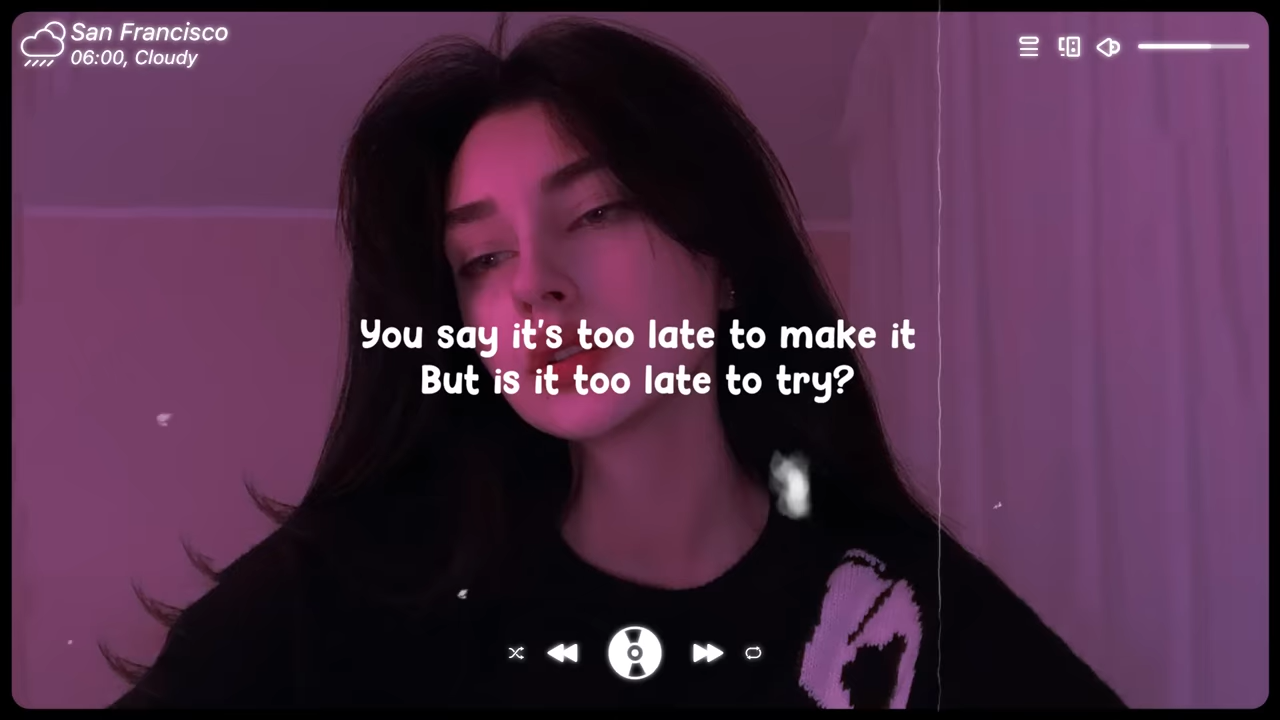 San Francisco
06:00, Cloudy
You say it's too late to make it
But is it too late to try?